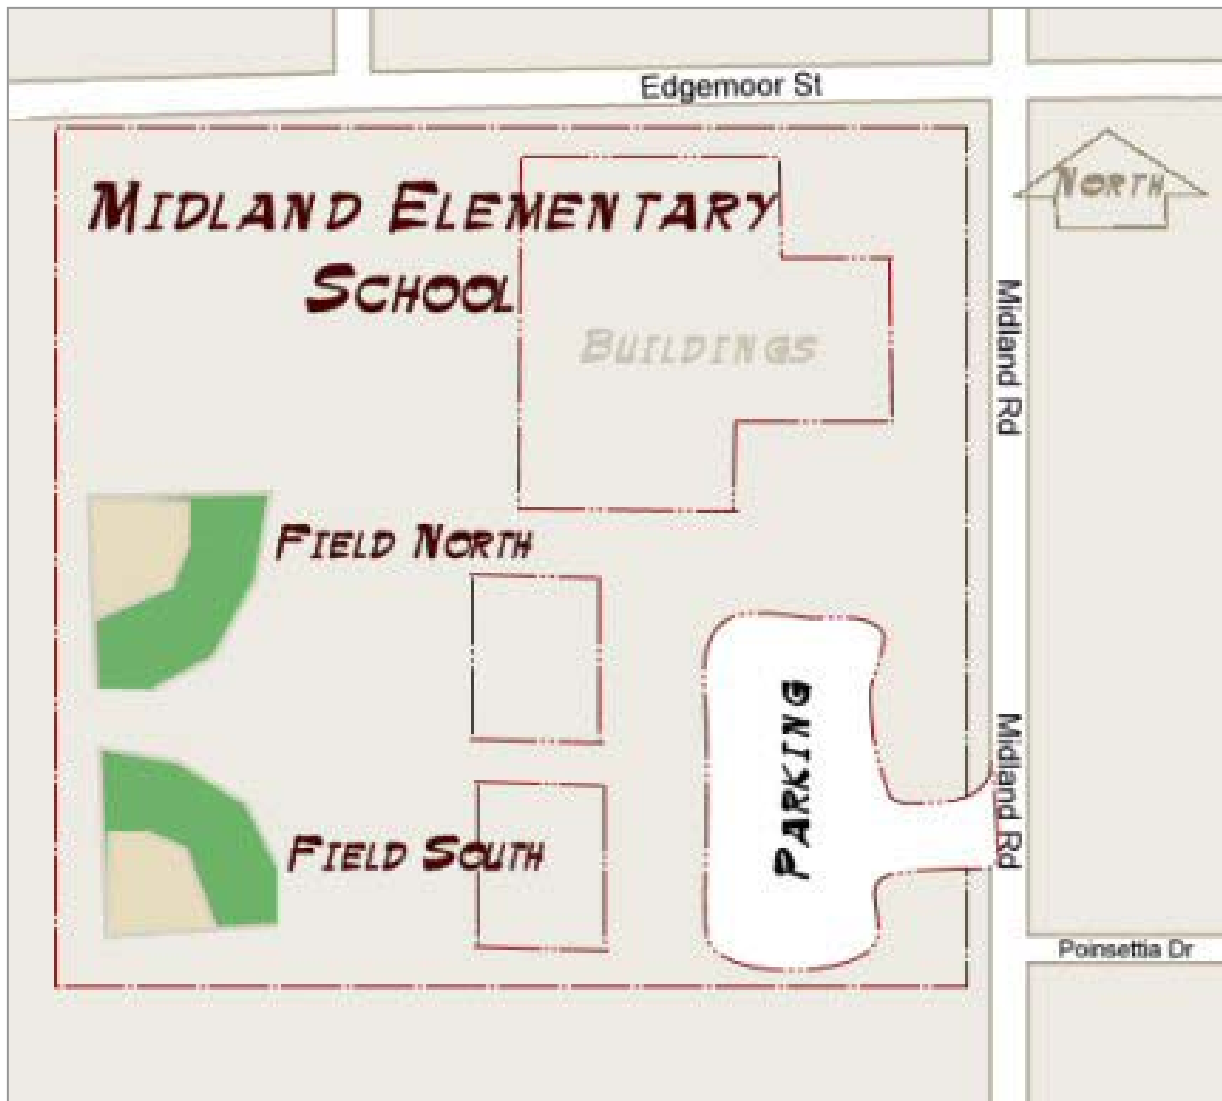 Edgemoor St
NORTH
MIDLAND ELEMENTARY
SCHOOL
Midland Rd
BUILDINGS
FIELD NORTH
PARKING
Midland Rd
FIELD SOUTH
Poinsettia Dr